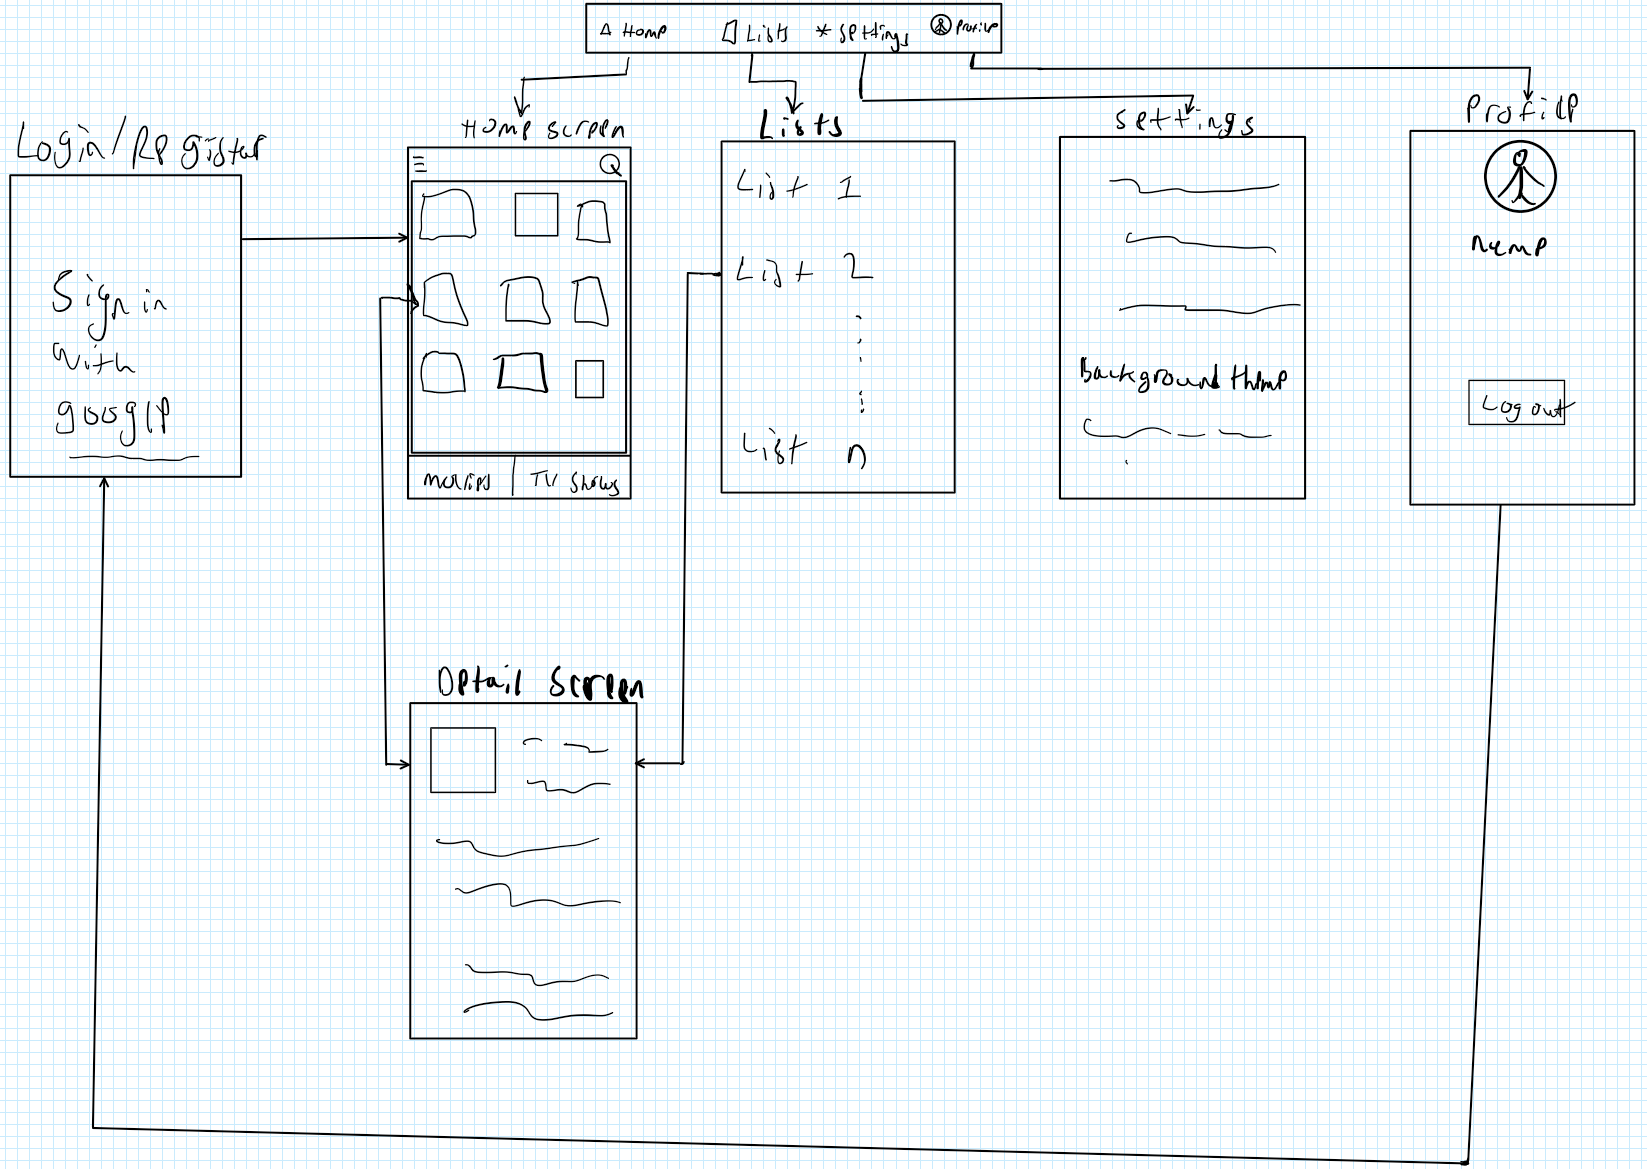 Home Lists * Settings Profile
Login/Register
Home screen
Lists
Settings
Profile
Sign in
with
google
Movies TV Shows
List 1
List 2
List n
Background theme
name
Log out
Detail Screen